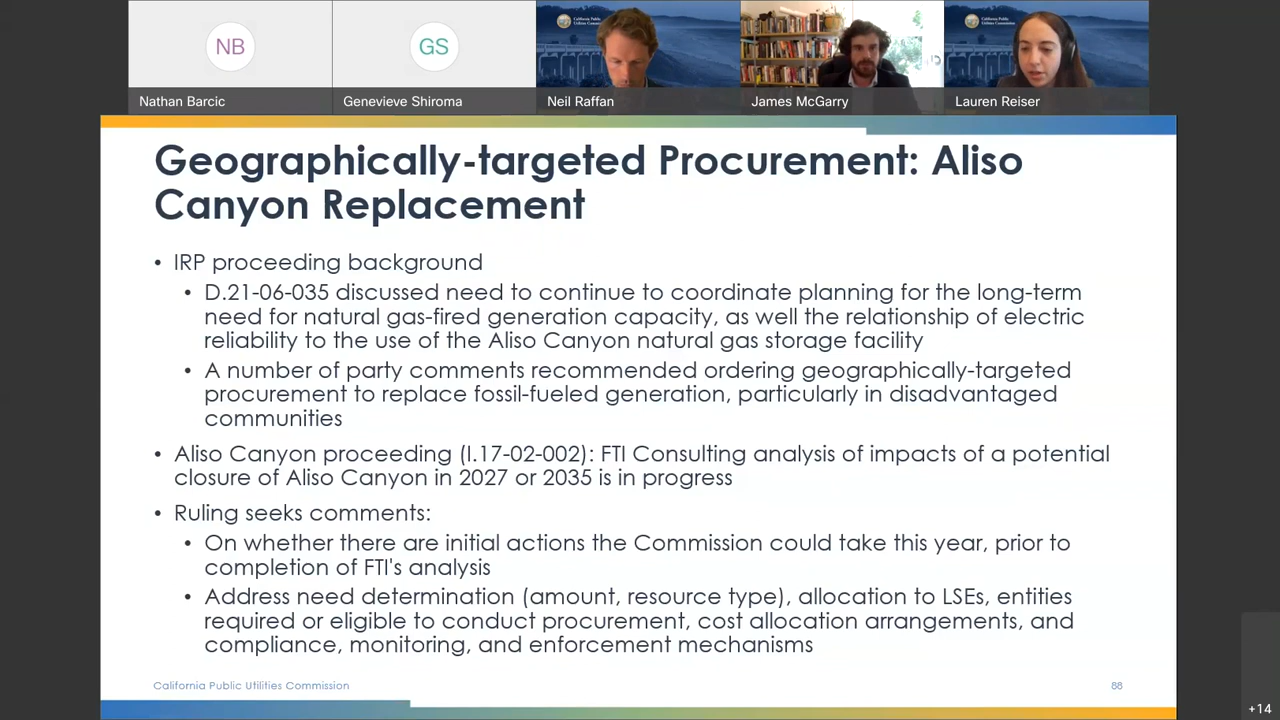 NB
GS
California Public
Utilities Commission
California Public
Utilities Commission
Nathan Barcic
Genevieve Shiroma
Neil Raffan
James McGarry
Lauren Reiser
Geographically-targeted Procurement: Aliso
Canyon Replacement
• IRP proceeding background
• D.21-06-035 discussed need to continue to coordinate planning for the long-term
need for natural gas-fired generation capacity, as well the relationship of electric
reliability to the use of the Aliso Canyon natural gas storage facility
• A number of party comments recommended ordering geographically-targeted
procurement to replace fossil-fueled generation, particularly in disadvantaged
communities
• Aliso Canyon proceeding (I.17-02-002): FTI Consulting analysis of impacts of a potential
closure of Aliso Canyon in 2027 or 2035 is in progress
• Ruling seeks comments:
• On whether there are initial actions the Commission could take this year, prior to
completion of FTI's analysis
• Address need determination (amount, resource type), allocation to LSEs, entities
required or eligible to conduct procurement, cost allocation arrangements, and
compliance, monitoring, and enforcement mechanisms
California Public Utilities Commission
88
+14